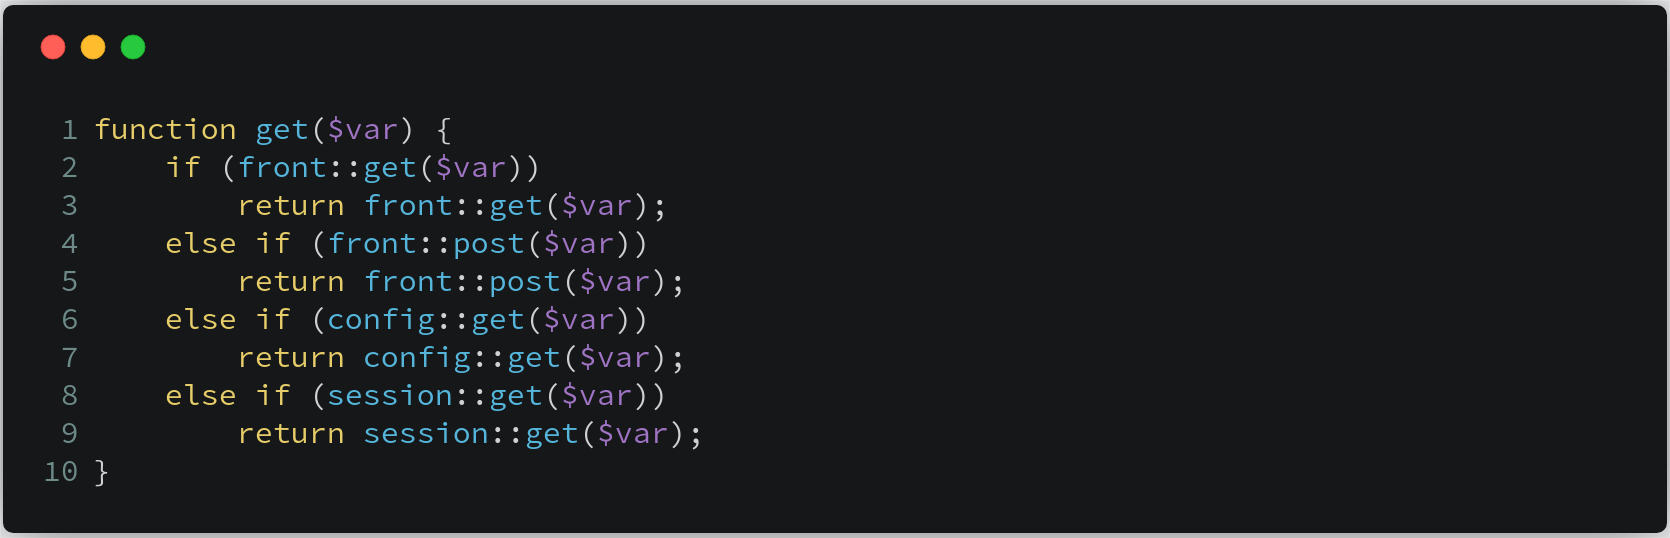 1 function get($var) {
2     if (front::get($var))
3         return front::get($var);
4     else if (front::post($var))
5         return front::post($var);
6     else if (config::get($var))
7         return config::get($var);
8     else if (session::get($var))
9         return session::get($var);
10 }